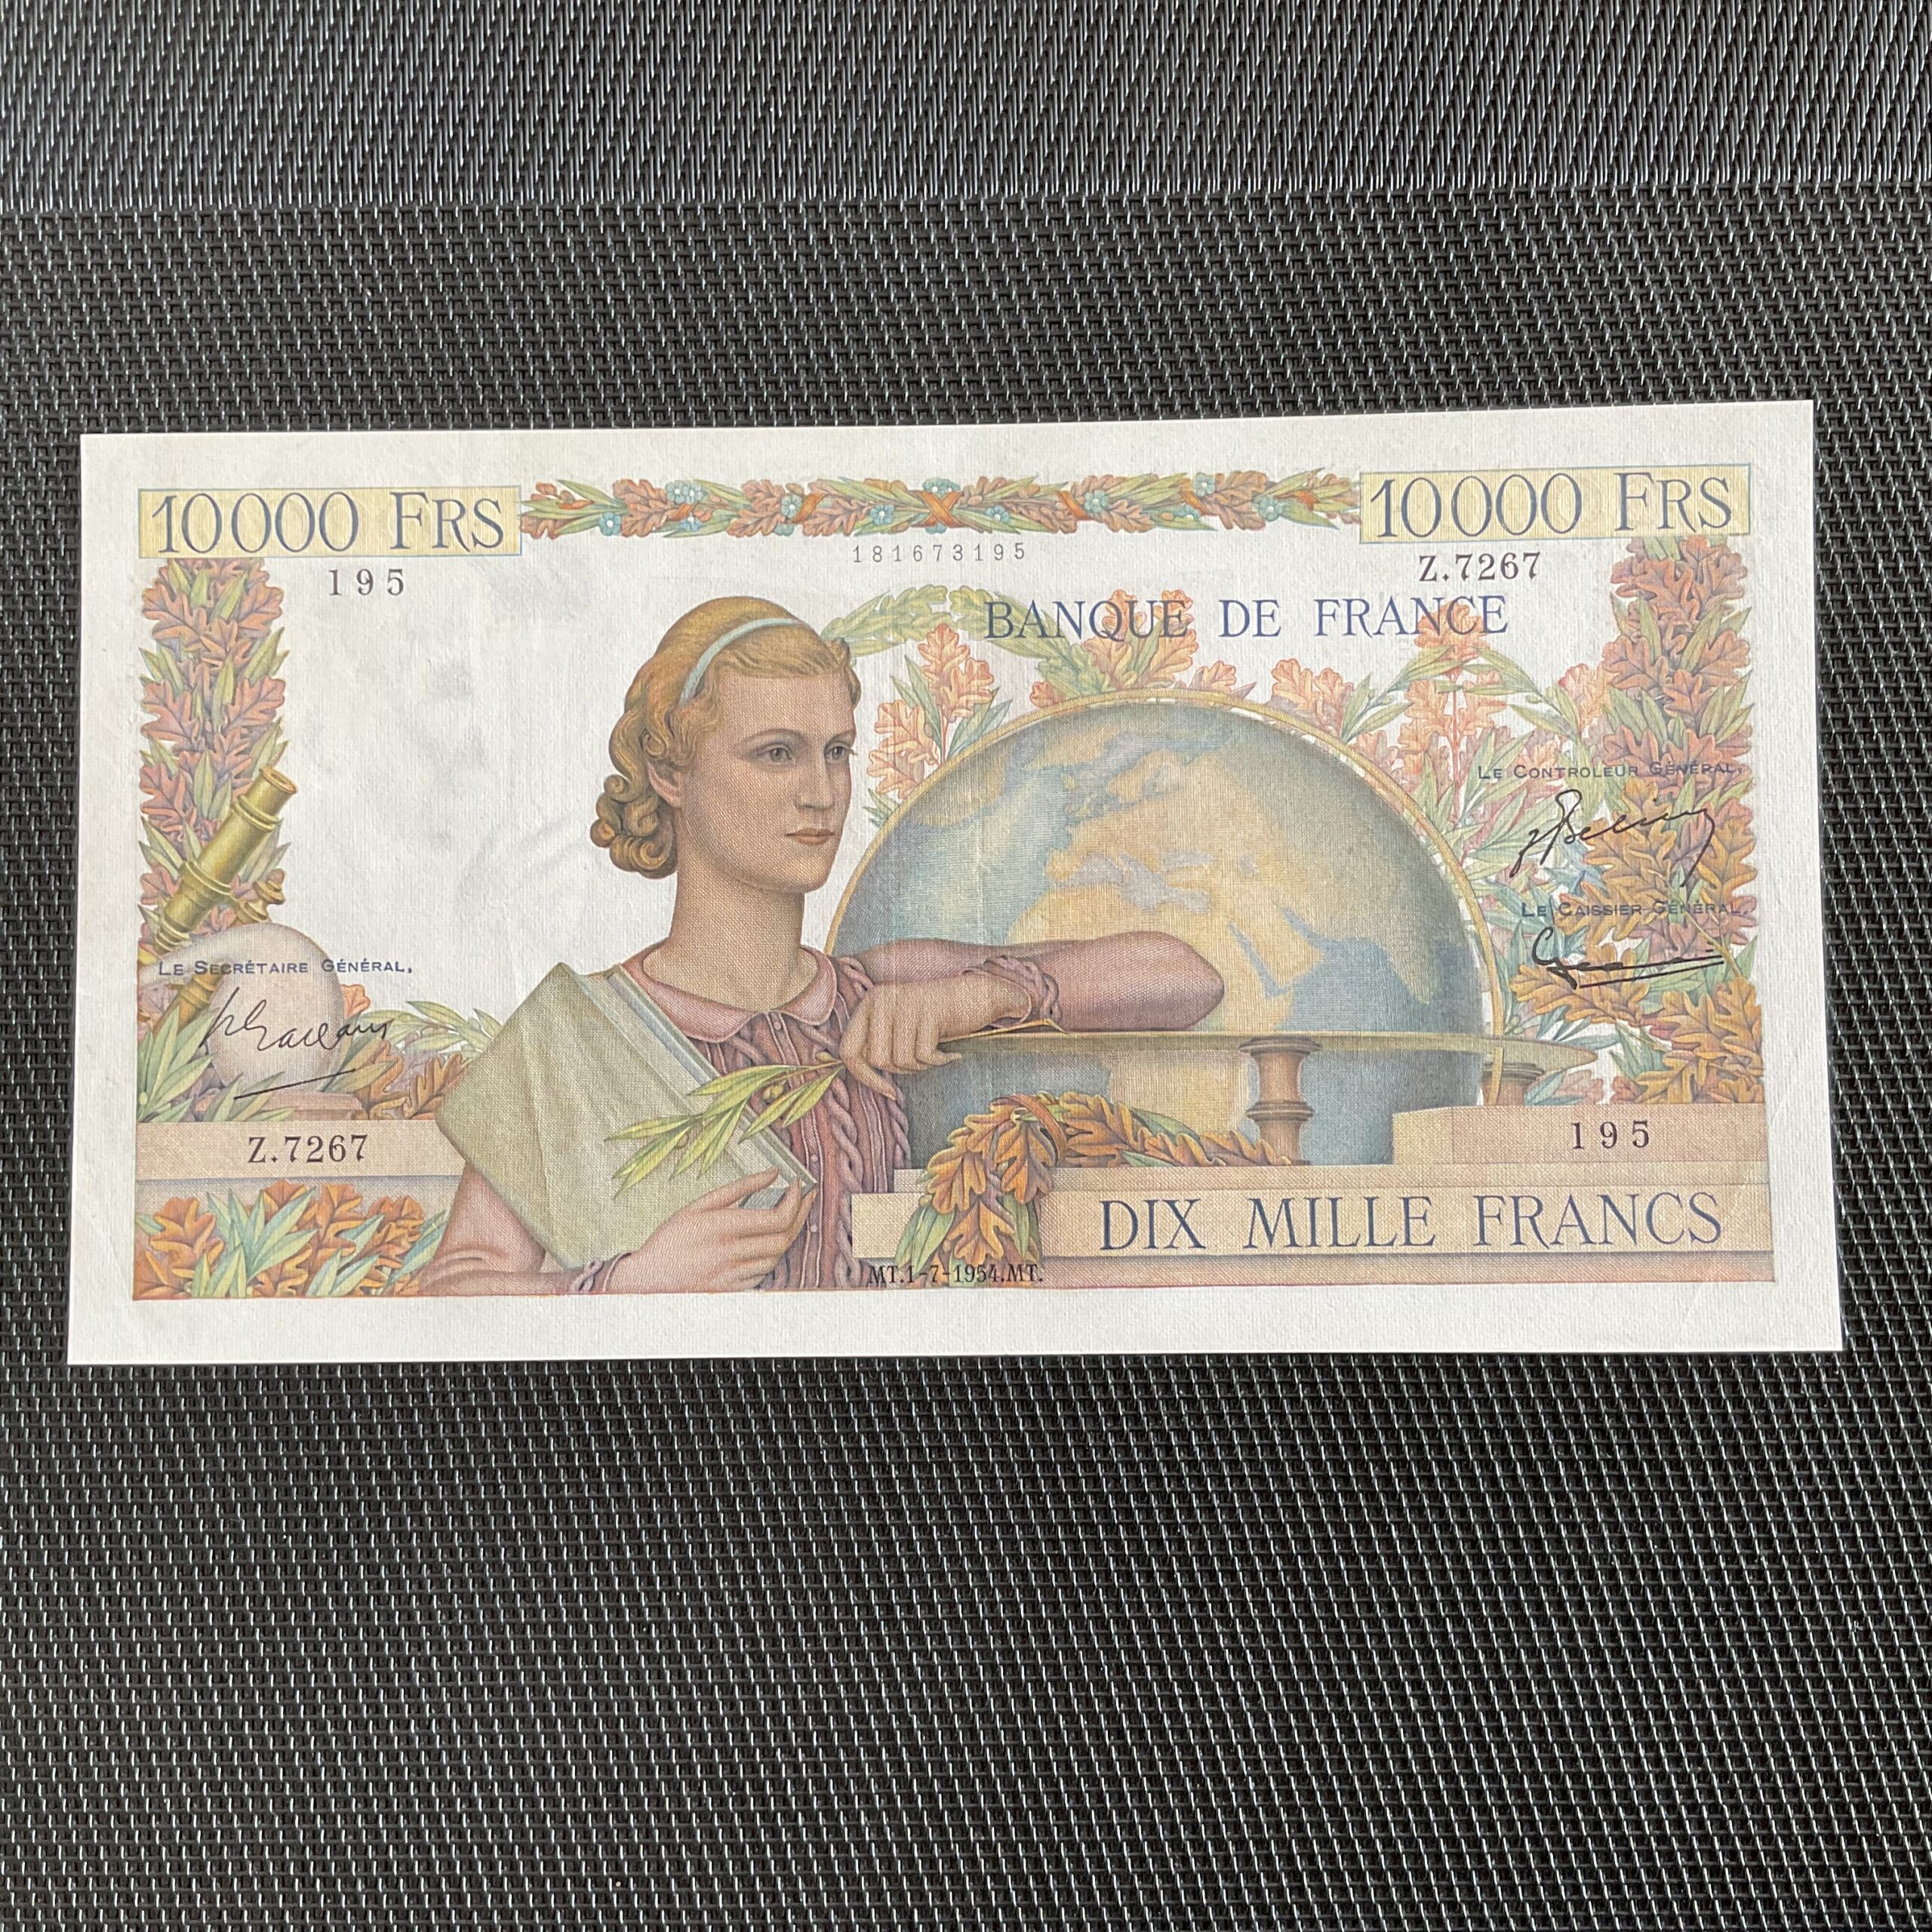 10000 FRS
10000 FRS
195
181673195
Z.7267
BANQUE DE FRANCE
LE CONTROLEUR GÉNÉRAL,
LE CAISSIER GÉNÉRAL,
LE SECRÉTAIRE GÉNÉRAL,
Z.7267
195
DIX MILLE FRANCS
MT.1-7-1954.MT.